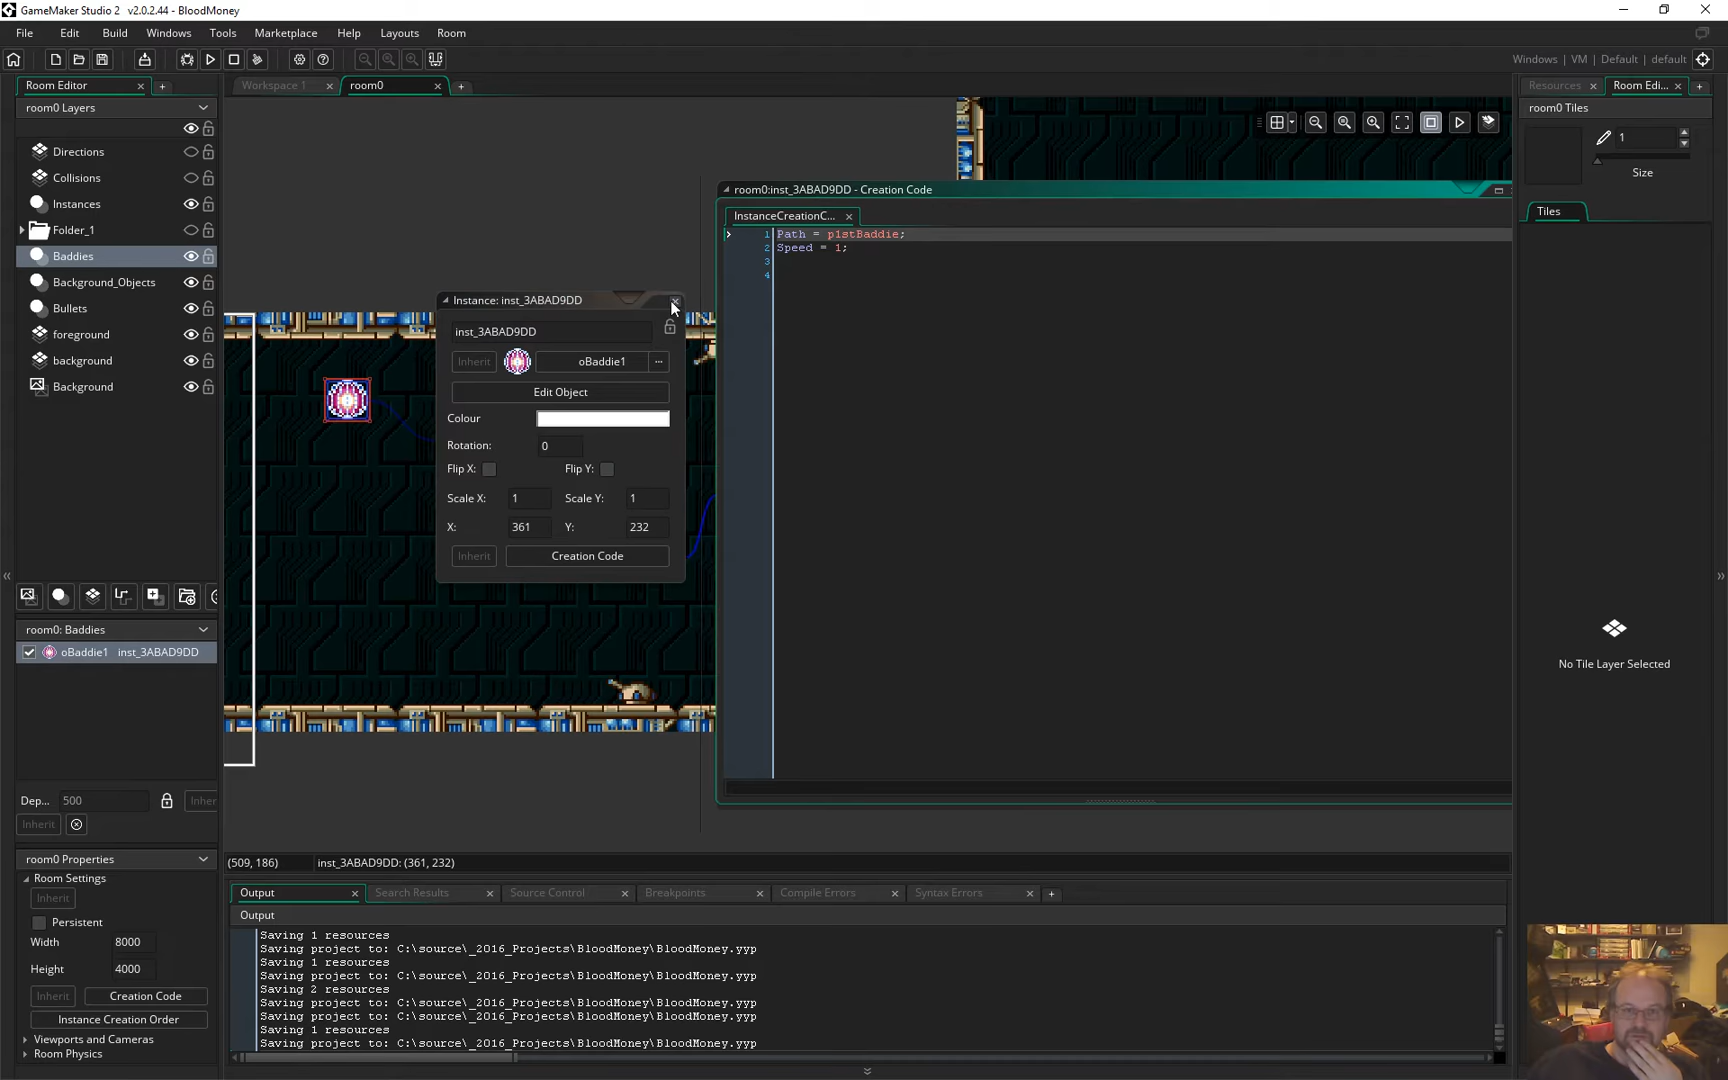 GameMaker Studio 2 v2.0.2.44 - BloodMoney
File Edit Build Windows Tools Marketplace Help Layouts Room
Windows | VM | Default | default
Room Editor
Workspace 1
room0
Resources
Room Edi...
room0 Layers
room0 Tiles
Directions
1
Collisions
Size
Instances
room0:inst_3ABAD9DD - Creation Code
Folder_1
InstanceCreationC...
Tiles
Baddies
1 Path = p1stBaddie;
2 Speed = 1;
3
4
Background_Objects
Bullets
foreground
background
Background
Instance: inst_3ABAD9DD
inst_3ABAD9DD
Inherit
oBaddie1
...
Edit Object
Colour
Rotation: 0
Flip X: Flip Y:
Scale X: 1 Scale Y: 1
X: 361 Y: 232
Inherit Creation Code
room0: Baddies
oBaddie1 inst_3ABAD9DD
No Tile Layer Selected
Dep... 500 Inher
Inherit
room0 Properties
(509, 186) inst_3ABAD9DD: (361, 232)
Room Settings
Inherit
Persistent
Width 8000
Height 4000
Inherit Creation Code
Instance Creation Order
Viewports and Cameras
Room Physics
Output Search Results Source Control Breakpoints Compile Errors Syntax Errors
Output
Saving 1 resources
Saving project to: C:\source\_2016_Projects\BloodMoney\BloodMoney.yyp
Saving 1 resources
Saving project to: C:\source\_2016_Projects\BloodMoney\BloodMoney.yyp
Saving 2 resources
Saving project to: C:\source\_2016_Projects\BloodMoney\BloodMoney.yyp
Saving project to: C:\source\_2016_Projects\BloodMoney\BloodMoney.yyp
Saving 1 resources
Saving project to: C:\source\_2016_Projects\BloodMoney\BloodMoney.yyp